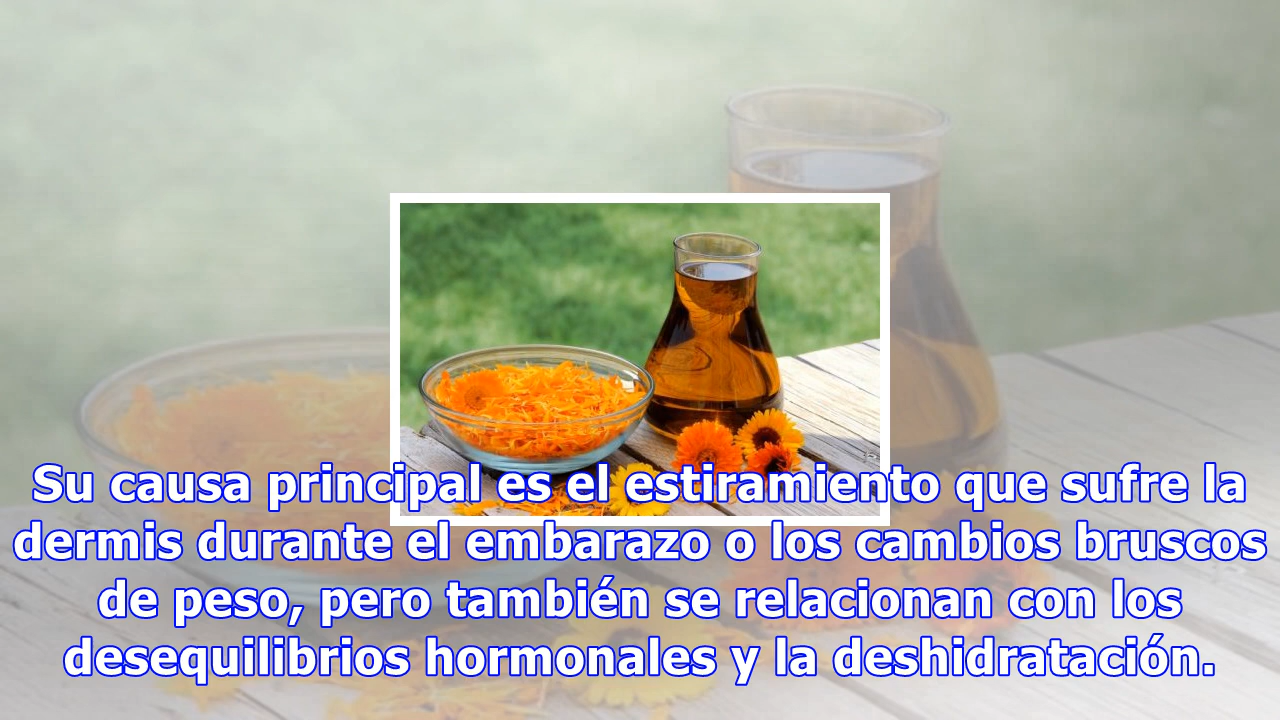 Su causa principal es el estiramiento que sufre la
dermis durante el embarazo o los cambios bruscos
de peso, pero también se relacionan con los
desequilibrios hormonales y la deshidratación.